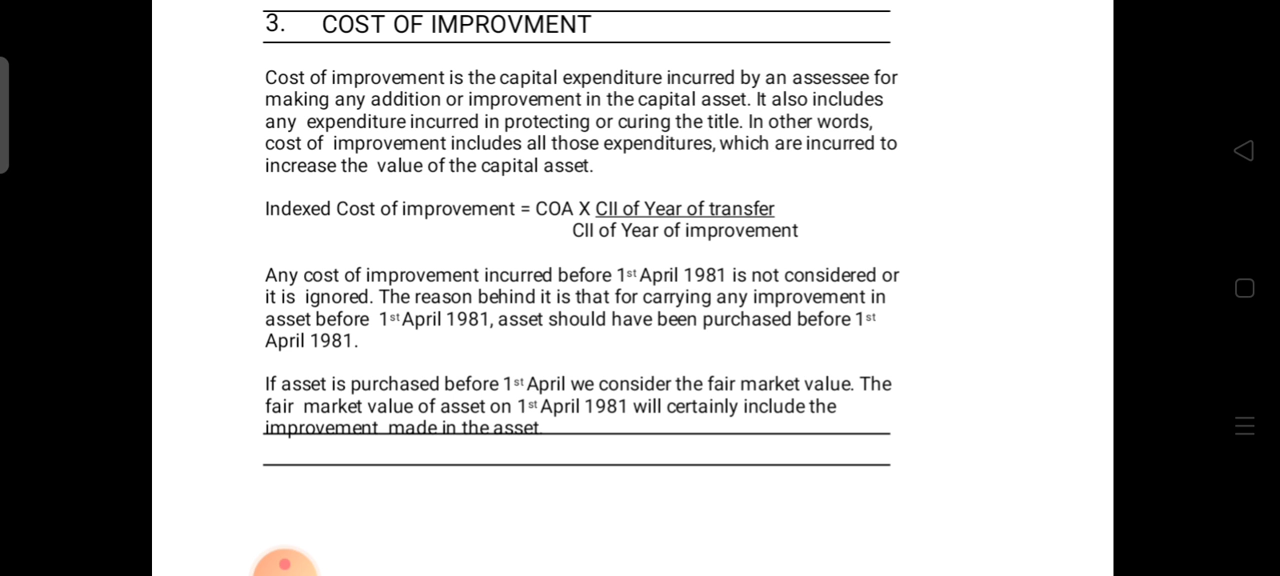 3. COST OF IMPROVMENT
Cost of improvement is the capital expenditure incurred by an assessee for
making any addition or improvement in the capital asset. It also includes
any expenditure incurred in protecting or curing the title. In other words,
cost of improvement includes all those expenditures, which are incurred to
increase the value of the capital asset.
Indexed Cost of improvement = COA X CII of Year of transfer
CII of Year of improvement
Any cost of improvement incurred before 1st April 1981 is not considered or
it is ignored. The reason behind it is that for carrying any improvement in
asset before 1st April 1981, asset should have been purchased before 1st
April 1981.
If asset is purchased before 1st April we consider the fair market value. The
fair market value of asset on 1st April 1981 will certainly include the
improvement made in the asset.